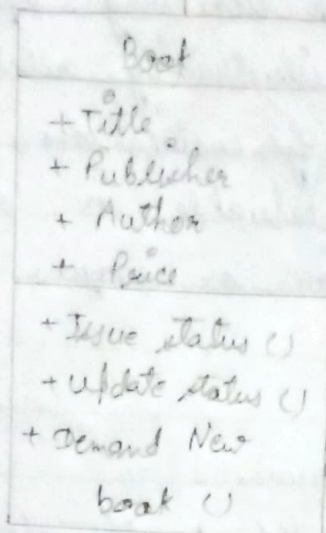 Book
+ Title
+ Publisher
+ Author
+ Price
+ Issue status ()
+ Update status ()
+ Demand New
book ()